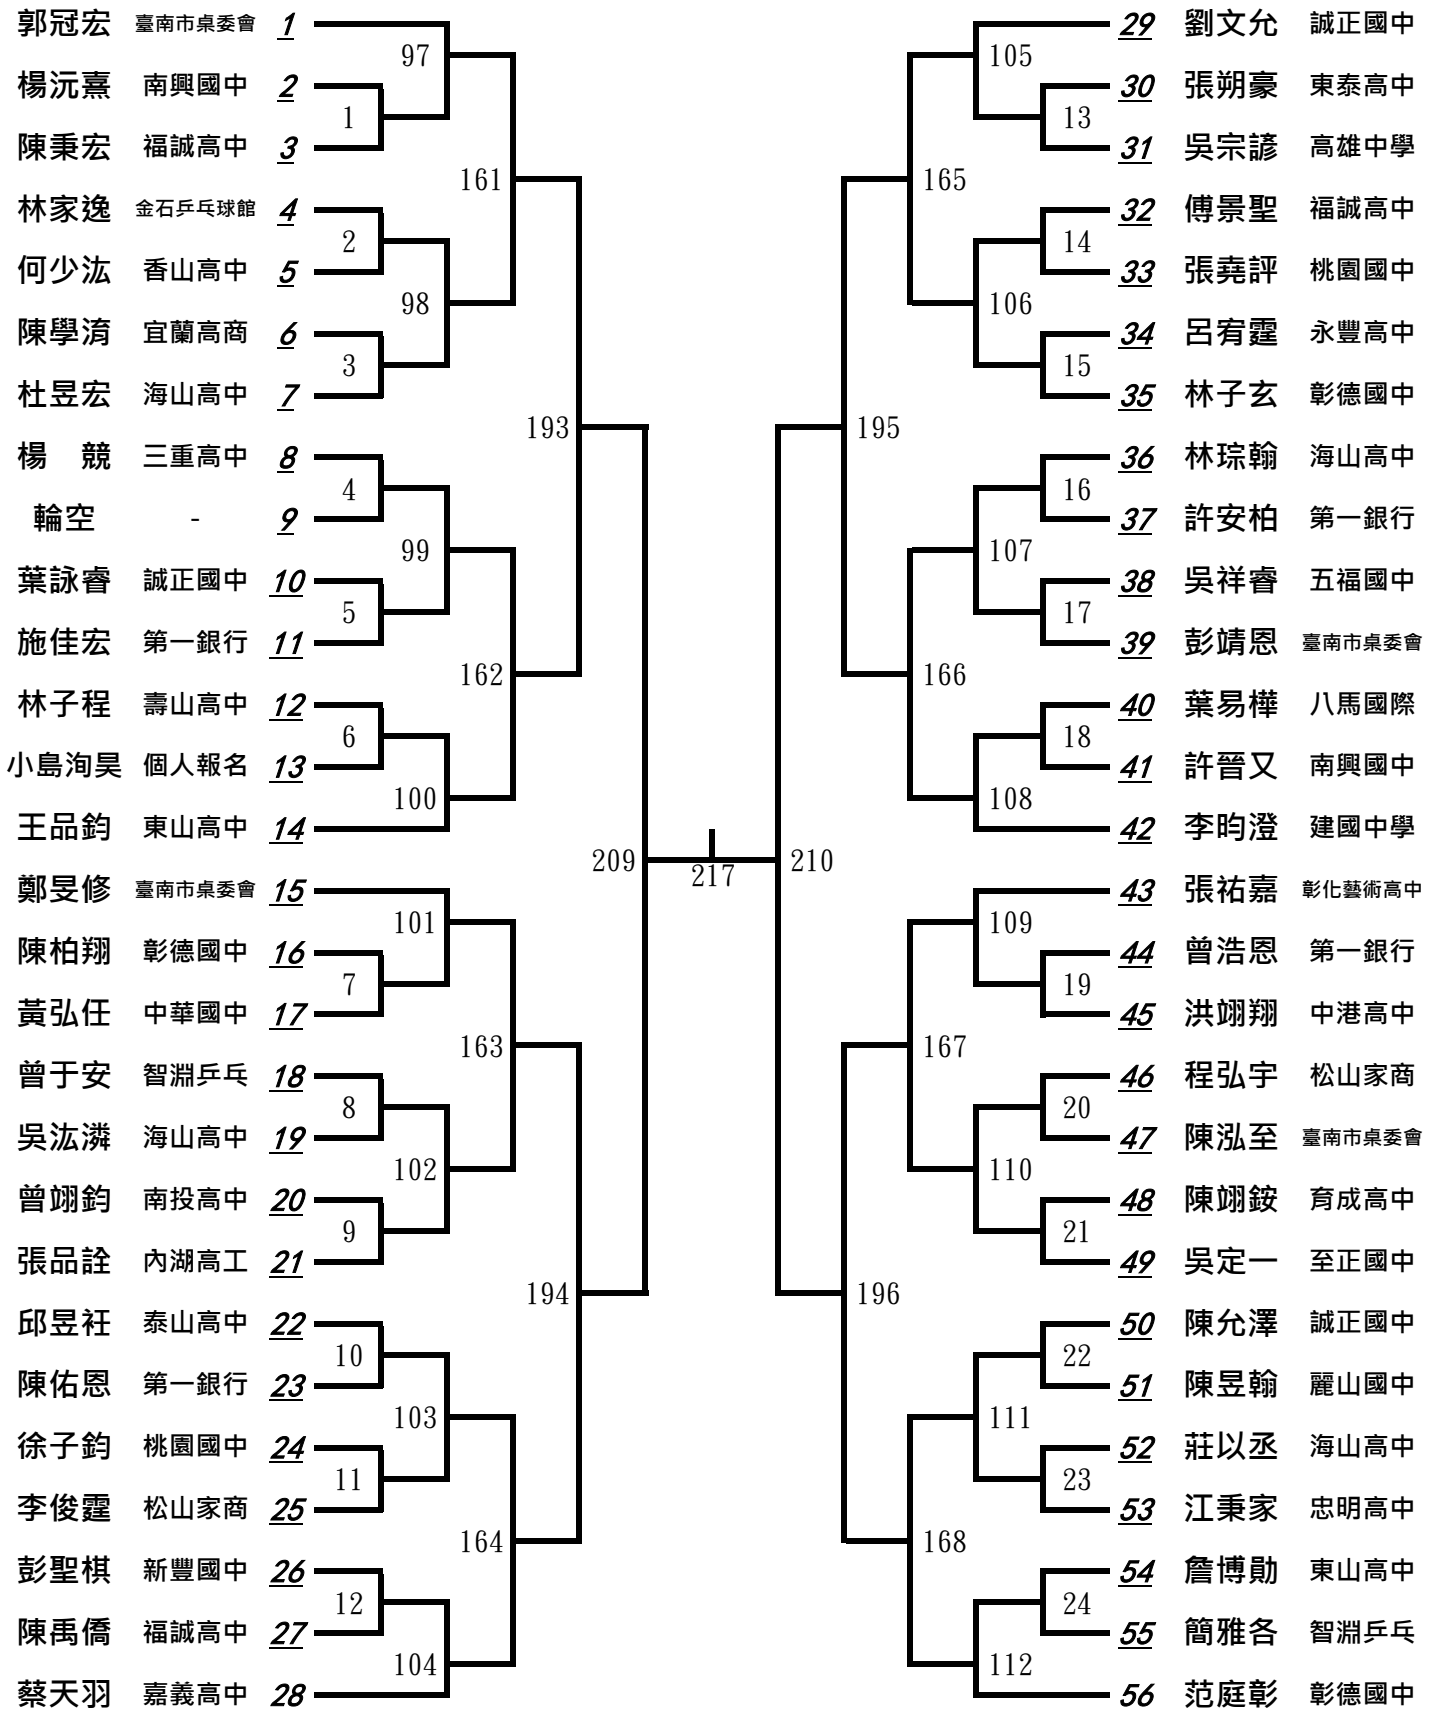 郭冠宏 臺南市桌委會 1
29 劉文允 誠正國中
97
105
楊沅熹 南興國中 2
30 張朔豪 東泰高中
1
13
陳秉宏 福誠高中 3
31 吳宗諺 高雄中學
161
165
林家逸 金石乒乓球館 4
32 傅景聖 福誠高中
2
14
何少汯 香山高中 5
33 張堯評 桃園國中
98
106
陳學淯 宜蘭高商 6
34 呂宥霆 永豐高中
3
15
杜昱宏 海山高中 7
35 林子玄 彰德國中
193
195
楊 競 三重高中 8
36 林琮翰 海山高中
4
16
輪空 - 9
37 許安柏 第一銀行
99
107
葉詠睿 誠正國中 10
38 吳祥睿 五福國中
5
17
施佳宏 第一銀行 11
39 彭靖恩 臺南市桌委會
162
166
林子程 壽山高中 12
40 葉易樺 八馬國際
6
18
小島洵昊 個人報名 13
41 許晉又 南興國中
100
108
王品鈞 東山高中 14
42 李昀澄 建國中學
209
217
210
鄭旻修 臺南市桌委會 15
43 張祐嘉 彰化藝術高中
101
109
陳柏翔 彰德國中 16
44 曾浩恩 第一銀行
7
19
黃弘任 中華國中 17
45 洪翊翔 中港高中
163
167
曾于安 智淵乒乓 18
46 程弘宇 松山家商
8
20
吳汯潾 海山高中 19
47 陳泓至 臺南市桌委會
102
110
曾翊鈞 南投高中 20
48 陳翊銨 育成高中
9
21
張品詮 內湖高工 21
49 吳定一 至正國中
194
196
邱昱衽 泰山高中 22
50 陳允澤 誠正國中
10
22
陳佑恩 第一銀行 23
51 陳昱翰 麗山國中
103
111
徐子鈞 桃園國中 24
52 莊以丞 海山高中
11
23
李俊霆 松山家商 25
53 江秉家 忠明高中
164
168
彭聖棋 新豐國中 26
54 詹博勛 東山高中
12
24
陳禹僑 福誠高中 27
55 簡雅各 智淵乒乓
104
112
蔡天羽 嘉義高中 28
56 范庭彰 彰德國中